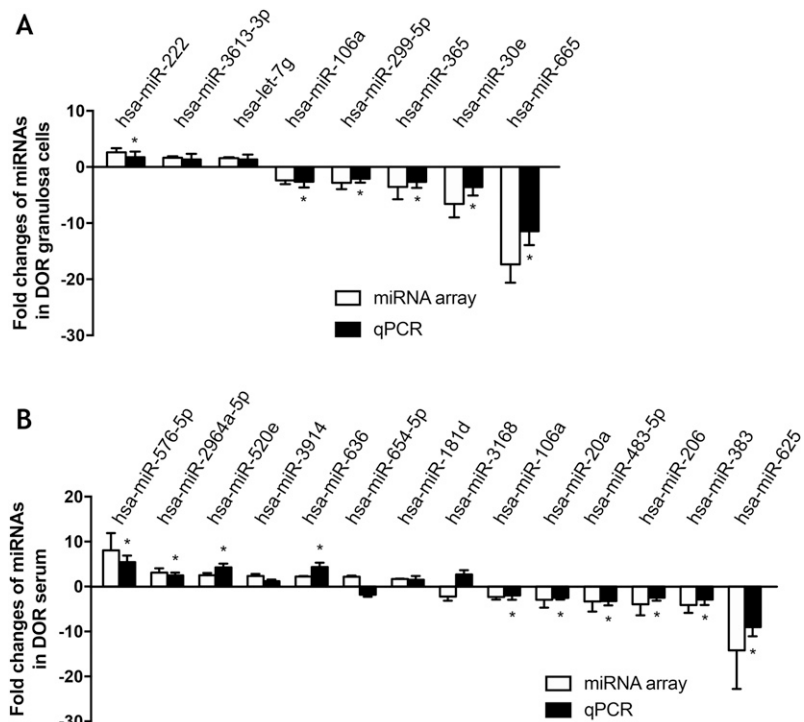 A
hsa-miR-222
hsa-miR-3613-3p
hsa-let-7g
hsa-miR-106a
hsa-miR-299-5p
hsa-miR-365
hsa-miR-30e
hsa-miR-665
Fold changes of miRNAs
in DOR granulosa cells
10
0
-10
-20
-30
*
*
*
*
*
*
miRNA array
qPCR
B
hsa-miR-576-5p
hsa-miR-2964a-5p
hsa-miR-520e
hsa-miR-3914
hsa-miR-636
hsa-miR-654-5p
hsa-miR-181d
hsa-miR-3168
hsa-miR-106a
hsa-miR-20a
hsa-miR-483-5p
hsa-miR-206
hsa-miR-383
hsa-miR-625
Fold changes of miRNAs
in DOR serum
20
10
0
-10
-20
-30
*
*
*
*
*
*
*
*
*
*
miRNA array
qPCR